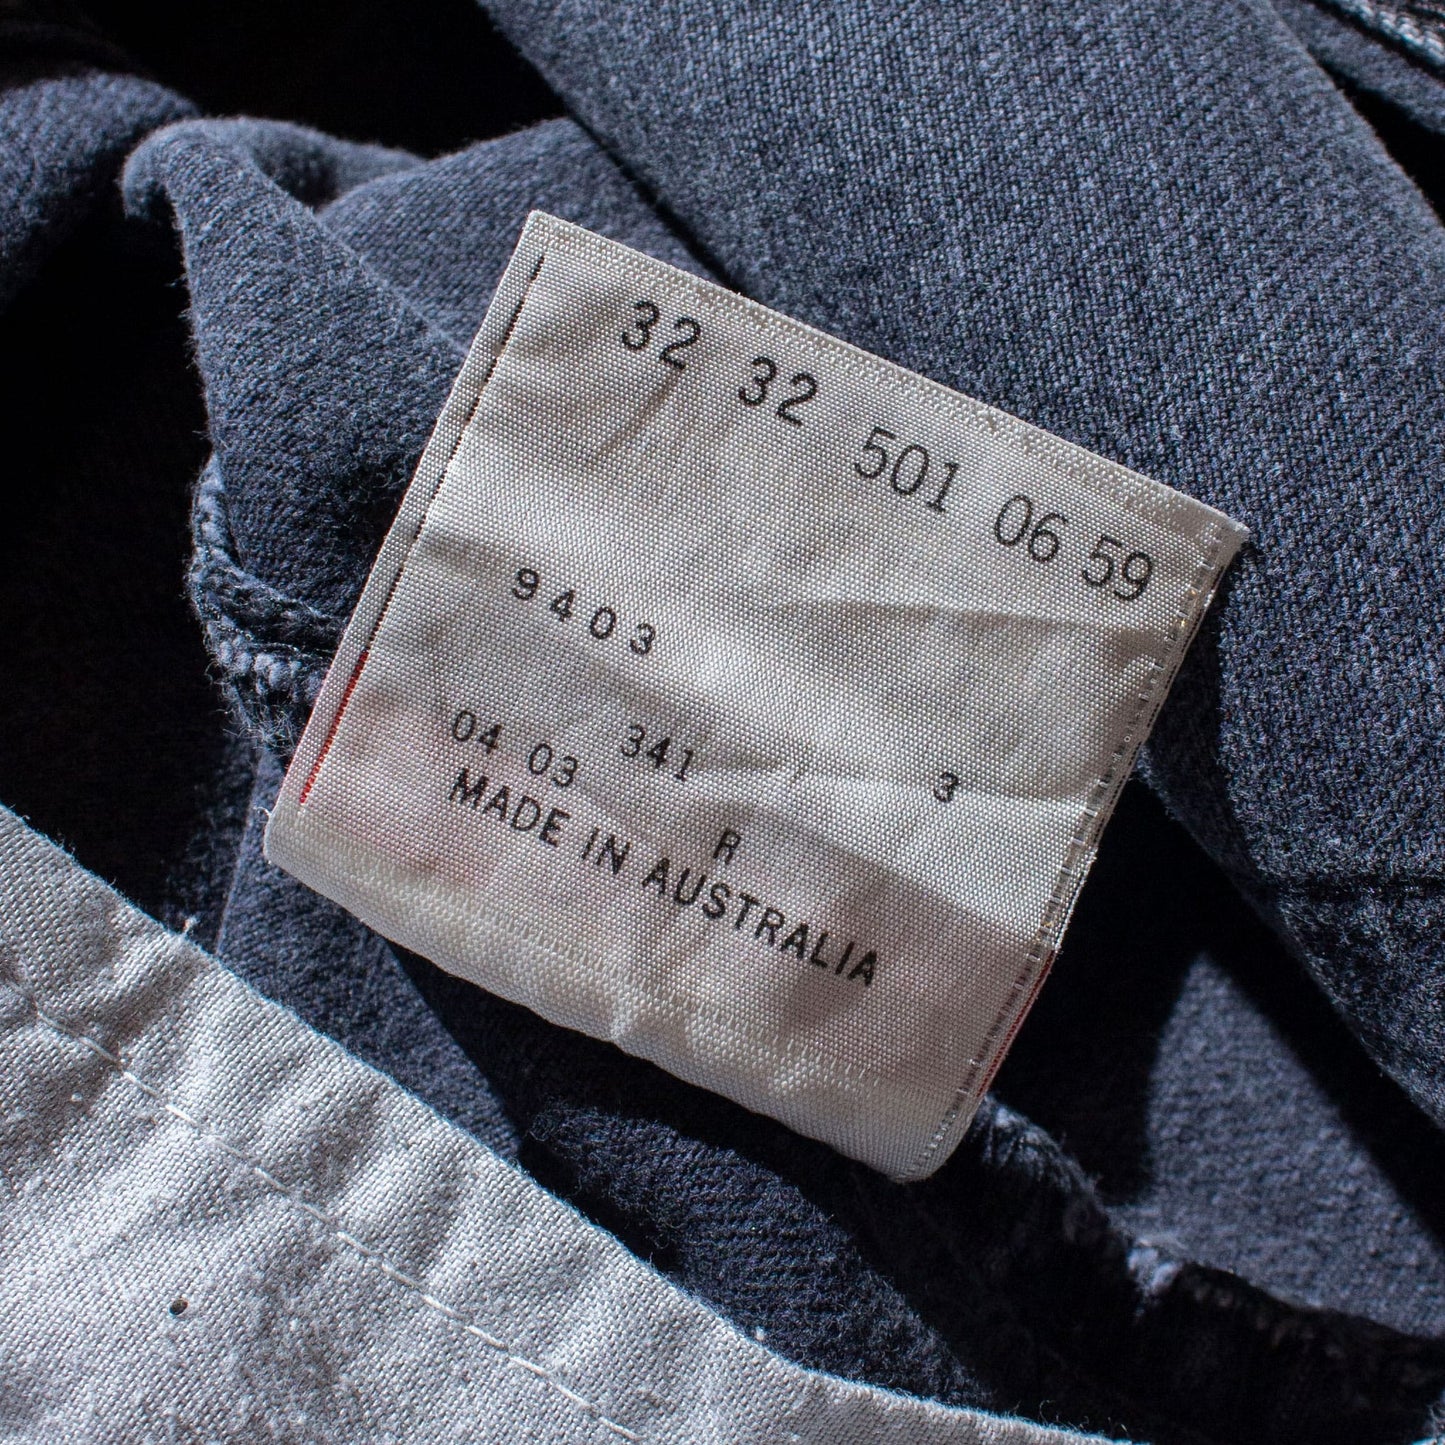 32 32 501 06 59
9403
04 03 341 R 3
MADE IN AUSTRALIA